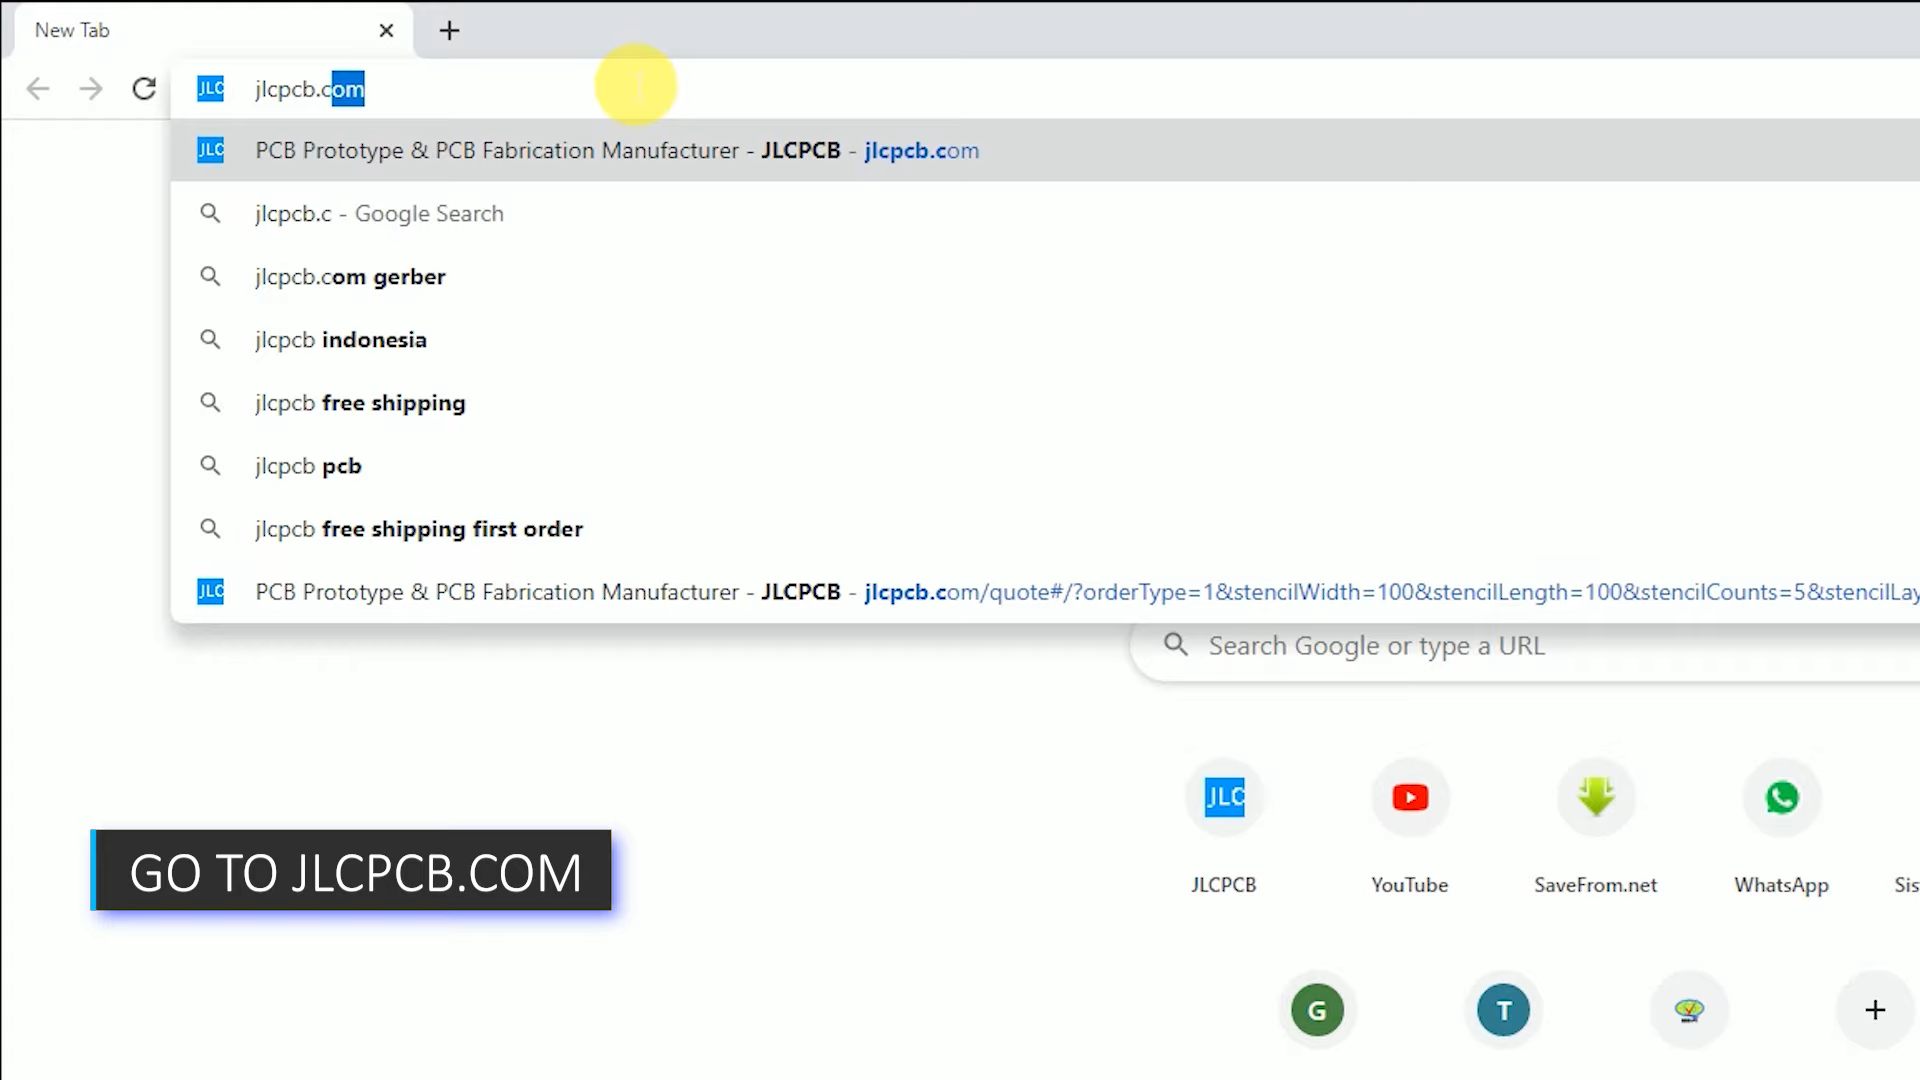 New Tab
JLC jlcpcb.com
JLC PCB Prototype & PCB Fabrication Manufacturer - JLCPCB - jlcpcb.com
jlcpcb.c - Google Search
jlcpcb.com gerber
jlcpcb indonesia
jlcpcb free shipping
jlcpcb pcb
jlcpcb free shipping first order
JLC PCB Prototype & PCB Fabrication Manufacturer - JLCPCB - jlcpcb.com/quote#/?orderType=1&stencilWidth=100&stencilLength=100&stencilCounts=5&stencilLay
Search Google or type a URL
JLC
JLCPCB YouTube SaveFrom.net WhatsApp Sis
GO TO JLCPCB.COM
G T